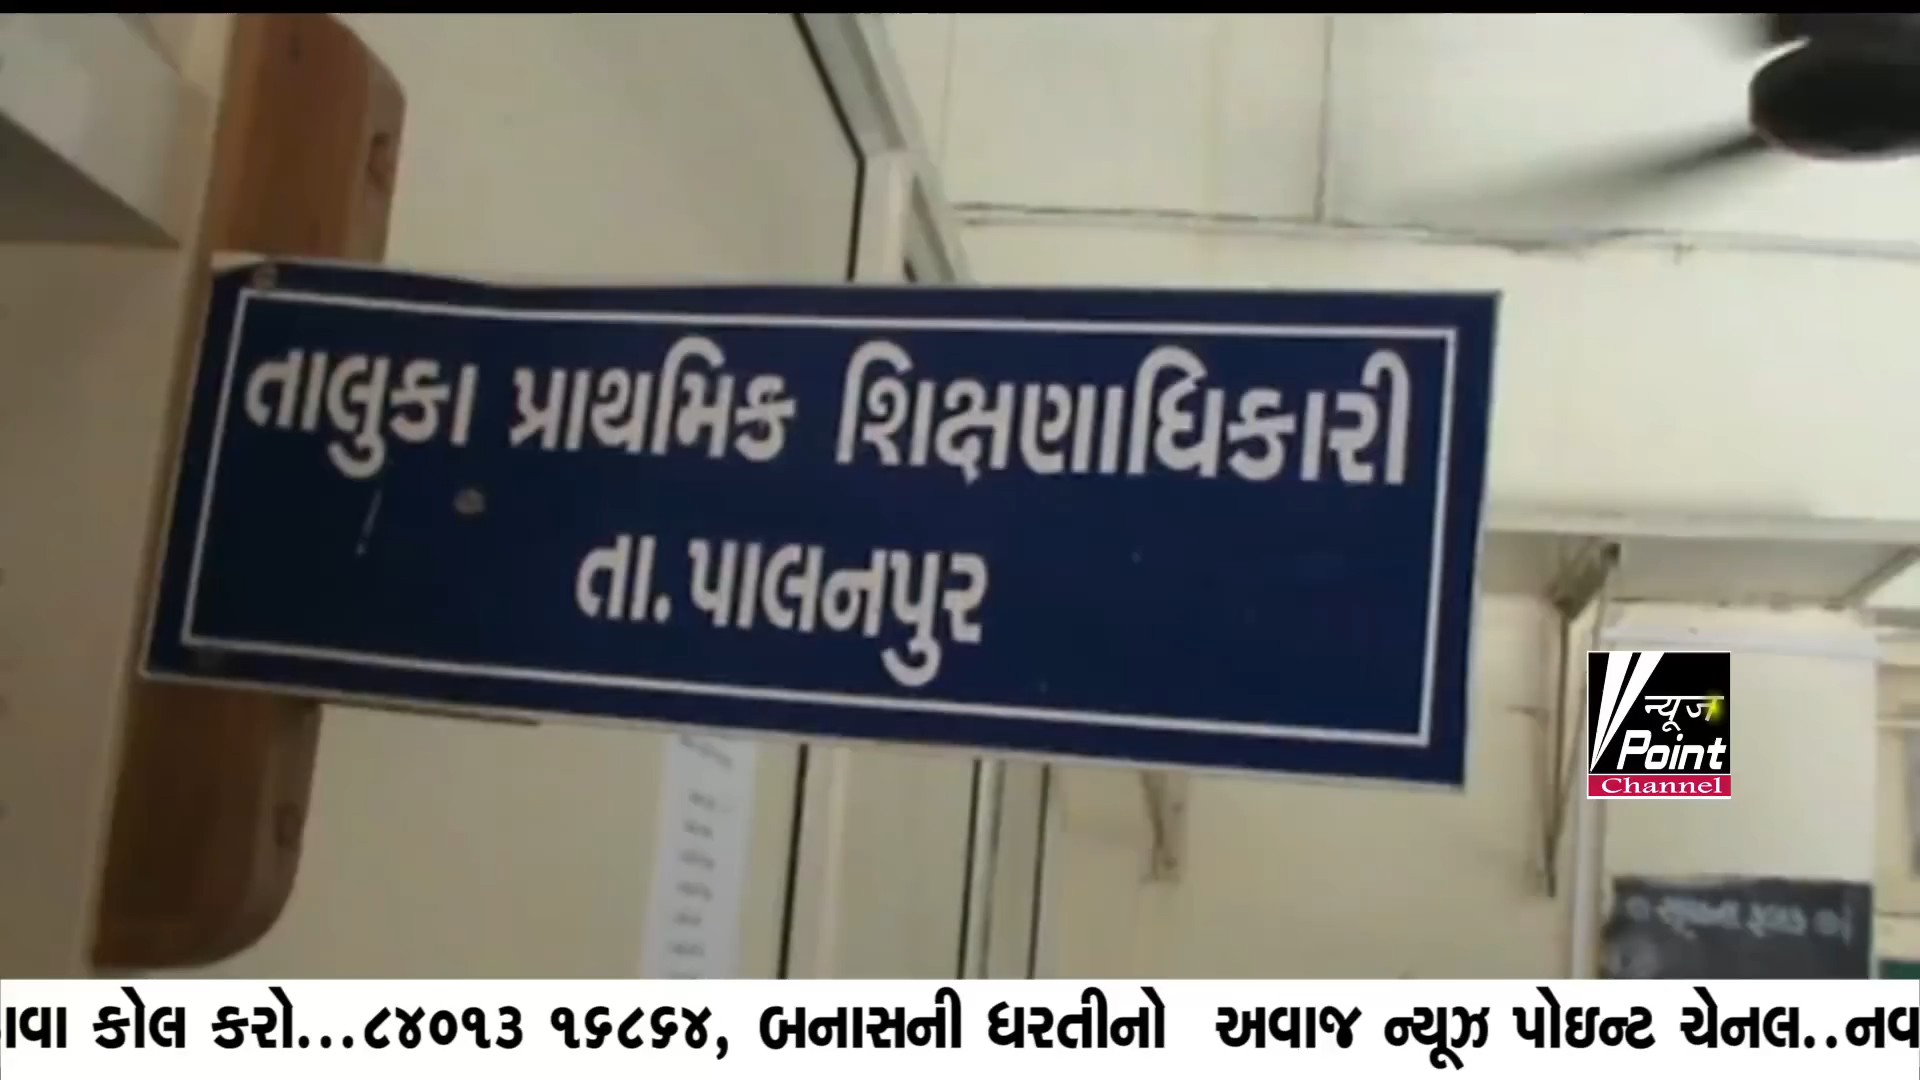 તાલુકા પ્રાથમિક શિક્ષણાધિકારી
તા.પાલનપુર
न्यूज
Point
Channel
કોલ કરો...૮૪૦૧૩ ૧૬૮૬૪, બનાસની ધરતીનો અવાજ ન્યૂઝ પોઇન્ટ ચેનલ..નવ